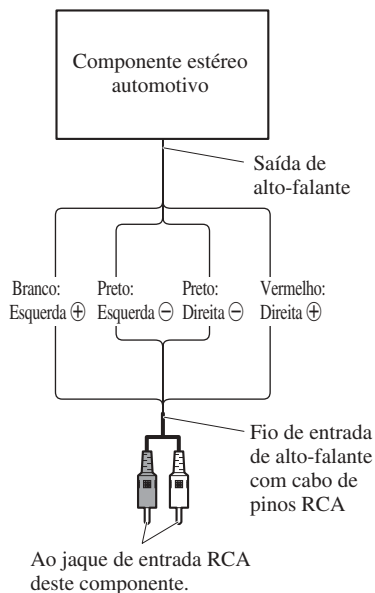 Componente estéreo
automotivo
Saída de
alto-falante
Branco:
Esquerda ⊕
Preto:
Esquerda ⊖
Preto:
Direita ⊖
Vermelho:
Direita ⊕
Fio de entrada
de alto-falante
com cabo de
pinos RCA
Ao jaque de entrada RCA
deste componente.